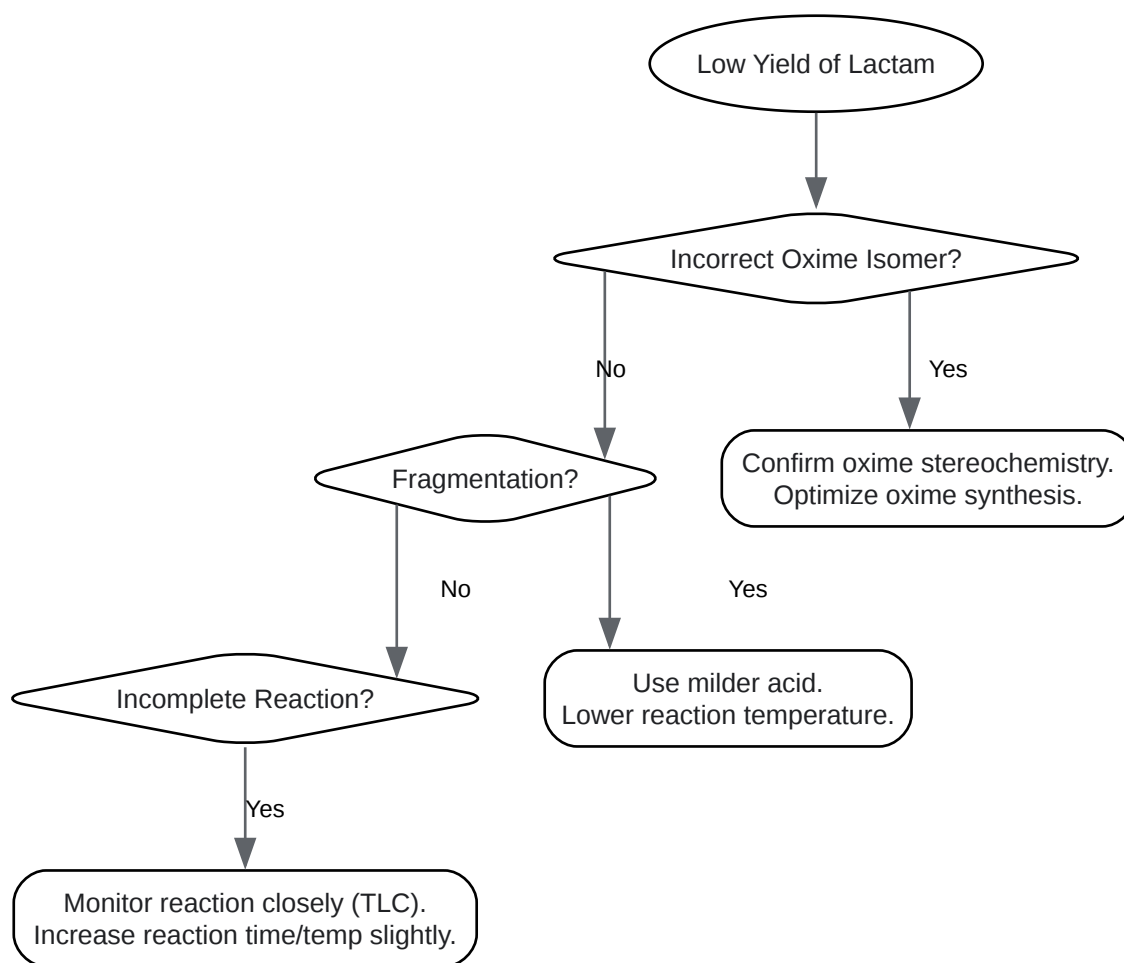 Low Yield of Lactam
Incorrect Oxime Isomer?
No
Yes
Confirm oxime stereochemistry.
Optimize oxime synthesis.
Fragmentation?
No
Yes
Use milder acid.
Lower reaction temperature.
Incomplete Reaction?
Yes
Monitor reaction closely (TLC).
Increase reaction time/temp slightly.